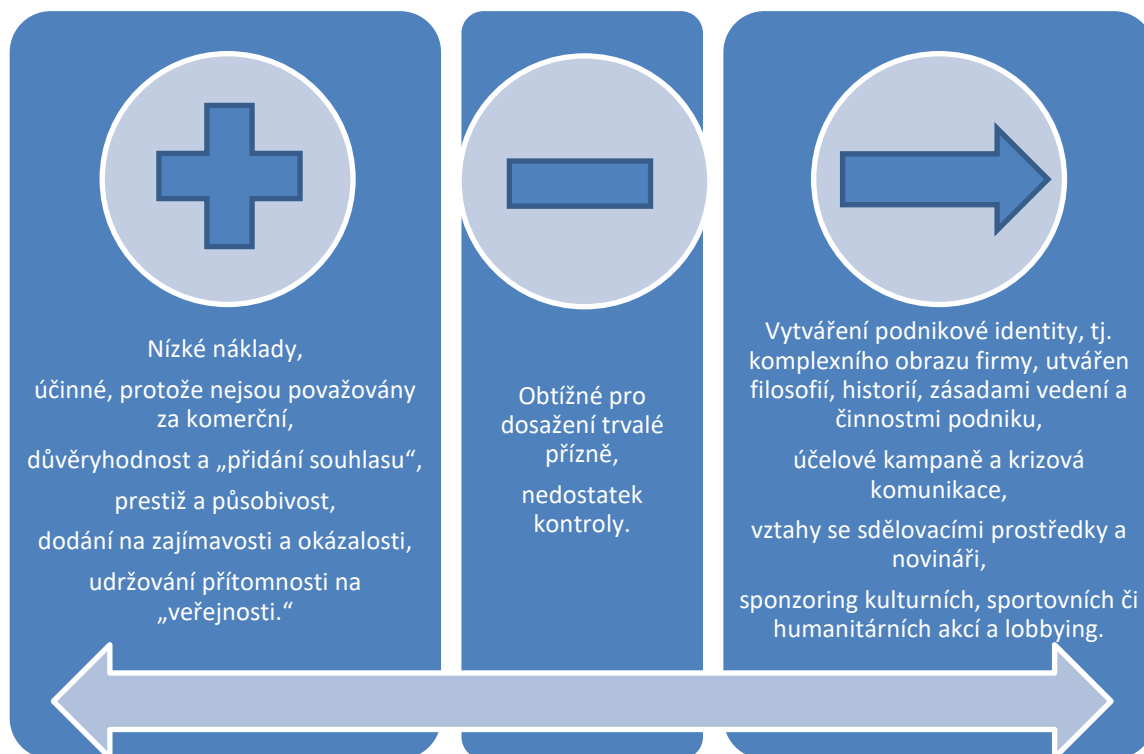 Nízké náklady,
účinné, protože nejsou považovány
za komerční,
důvěryhodnost a „přidání souhlasu“,
prestiž a působivost,
dodání na zajímavosti a okázalosti,
udržování přítomnosti na
„veřejnosti.“
Obtížné pro
dosažení trvalé
přízně,
nedostatek
kontroly.
Vytváření podnikové identity, tj.
komplexního obrazu firmy, utvářen
filosofií, historií, zásadami vedení a
činnostmi podniku,
účelové kampaně a krizová
komunikace,
vztahy se sdělovacími prostředky a
novináři,
sponzoring kulturních, sportovních či
humanitárních akcí a lobbying.